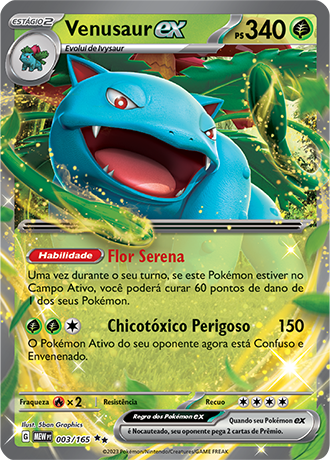 ESTÁGIO 2 Venusaur ex PS 340
Evolui de Ivysaur
Habilidade Flor Serena
Uma vez durante o seu turno, se este Pokémon estiver no
Campo Ativo, você poderá curar 60 pontos de dano de
1 dos seus Pokémon.
Chicotóxico Perigoso 150
O Pokémon Ativo do seu oponente agora está Confuso e
Envenenado.
Fraqueza ×2 Resistência Recuo
Ilust. 5ban Graphics
Regra dos Pokémon ex
Quando seu Pokémon ex
é Nocauteado, seu oponente pega 2 cartas de Prêmio.
G MEW PT 003/165
©2023 Pokémon/Nintendo/Creatures/GAME FREAK